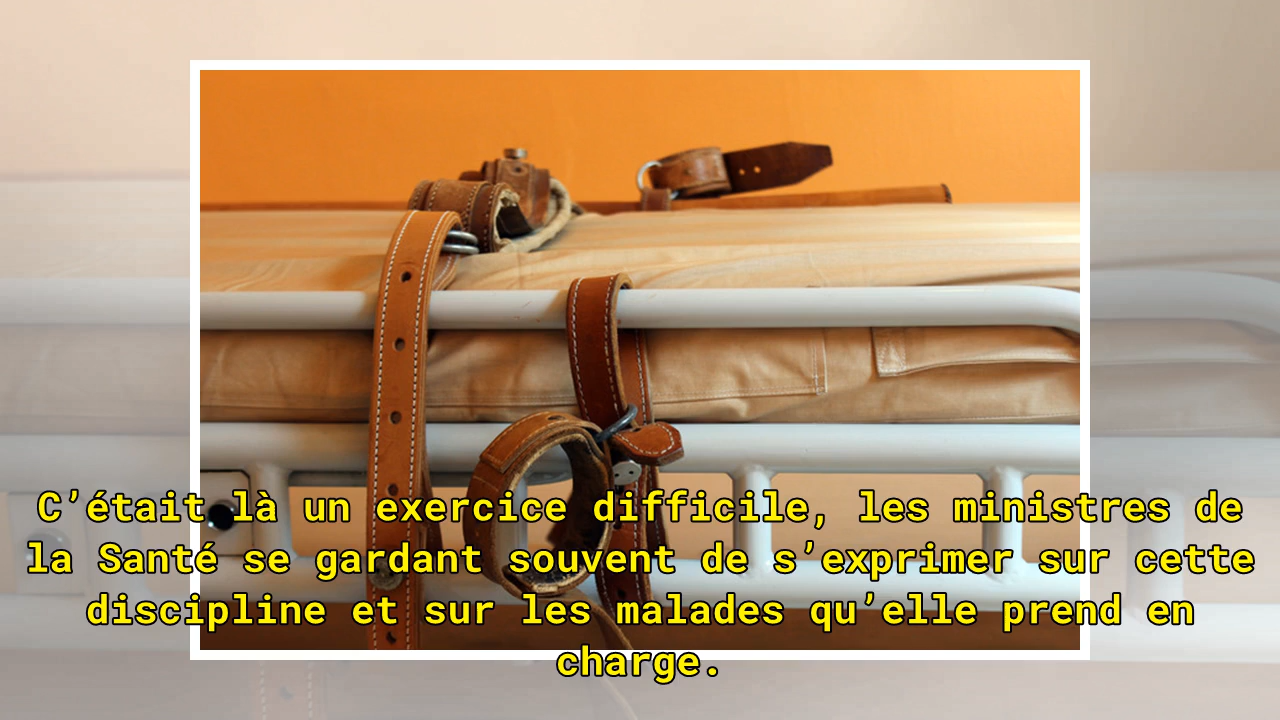 C’était là un exercice difficile, les ministres de
la Santé se gardant souvent de s’exprimer sur cette
discipline et sur les malades qu’elle prend en
charge.